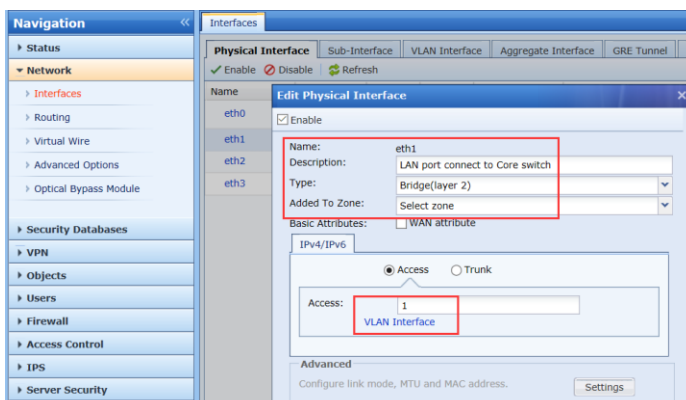 Navigation
Status
Network
Interfaces
Routing
Virtual Wire
Advanced Options
Optical Bypass Module
Security Databases
VPN
Objects
Users
Firewall
Access Control
IPS
Server Security
Interfaces
Physical Interface Sub-Interface VLAN Interface Aggregate Interface GRE Tunnel
Enable Disable Refresh
Name
eth0
eth1
eth2
eth3
Edit Physical Interface
Enable
Name: eth1
Description: LAN port connect to Core switch
Type: Bridge(layer 2)
Added To Zone: Select zone
Basic Attributes: WAN attribute
IPv4/IPv6
Access Trunk
Access: 1
VLAN Interface
Advanced
Configure link mode, MTU and MAC address. Settings